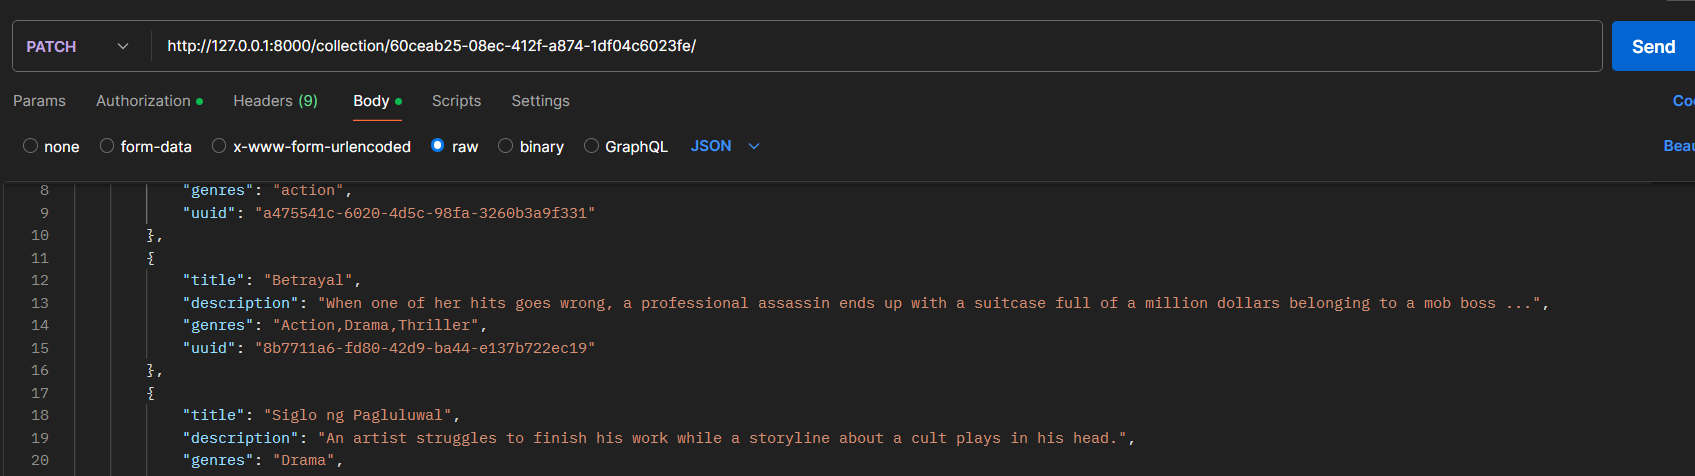 PATCH http://127.0.0.1:8000/collection/60ceab25-08ec-412f-a874-1df04c6023fe/ Send
Params Authorization Headers (9) Body Scripts Settings
none form-data x-www-form-urlencoded raw binary GraphQL JSON
8 "genres": "action",
9 "uuid": "a475541c-6020-4d5c-98fa-3260b3a9f331"
10 },
11 {
12 "title": "Betrayal",
13 "description": "When one of her hits goes wrong, a professional assassin ends up with a suitcase full of a million dollars belonging to a mob boss ...",
14 "genres": "Action,Drama,Thriller",
15 "uuid": "8b7711a6-fd80-42d9-ba44-e137b722ec19"
16 },
17 {
18 "title": "Siglo ng Pagluluwal",
19 "description": "An artist struggles to finish his work while a storyline about a cult plays in his head.",
20 "genres": "Drama",